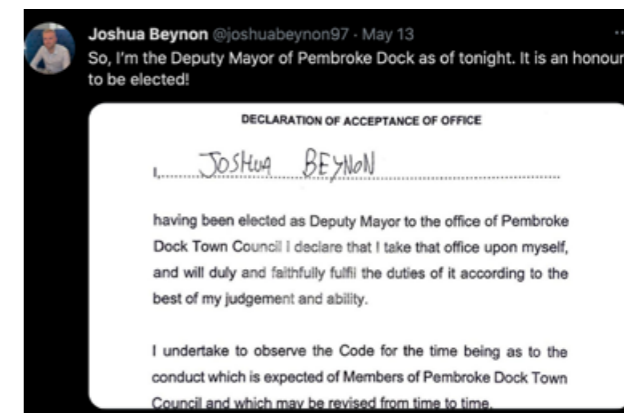 Joshua Beynon @joshuabeynon97 · May 13
So, I'm the Deputy Mayor of Pembroke Dock as of tonight. It is an honour
to be elected!
DECLARATION OF ACCEPTANCE OF OFFICE
I, JOSHUA BEYNON
having been elected as Deputy Mayor to the office of Pembroke
Dock Town Council I declare that I take that office upon myself,
and will duly and faithfully fulfil the duties of it according to the
best of my judgement and ability.
I undertake to observe the Code for the time being as to the
conduct which is expected of Members of Pembroke Dock Town
Council and which may be revised from time to time.